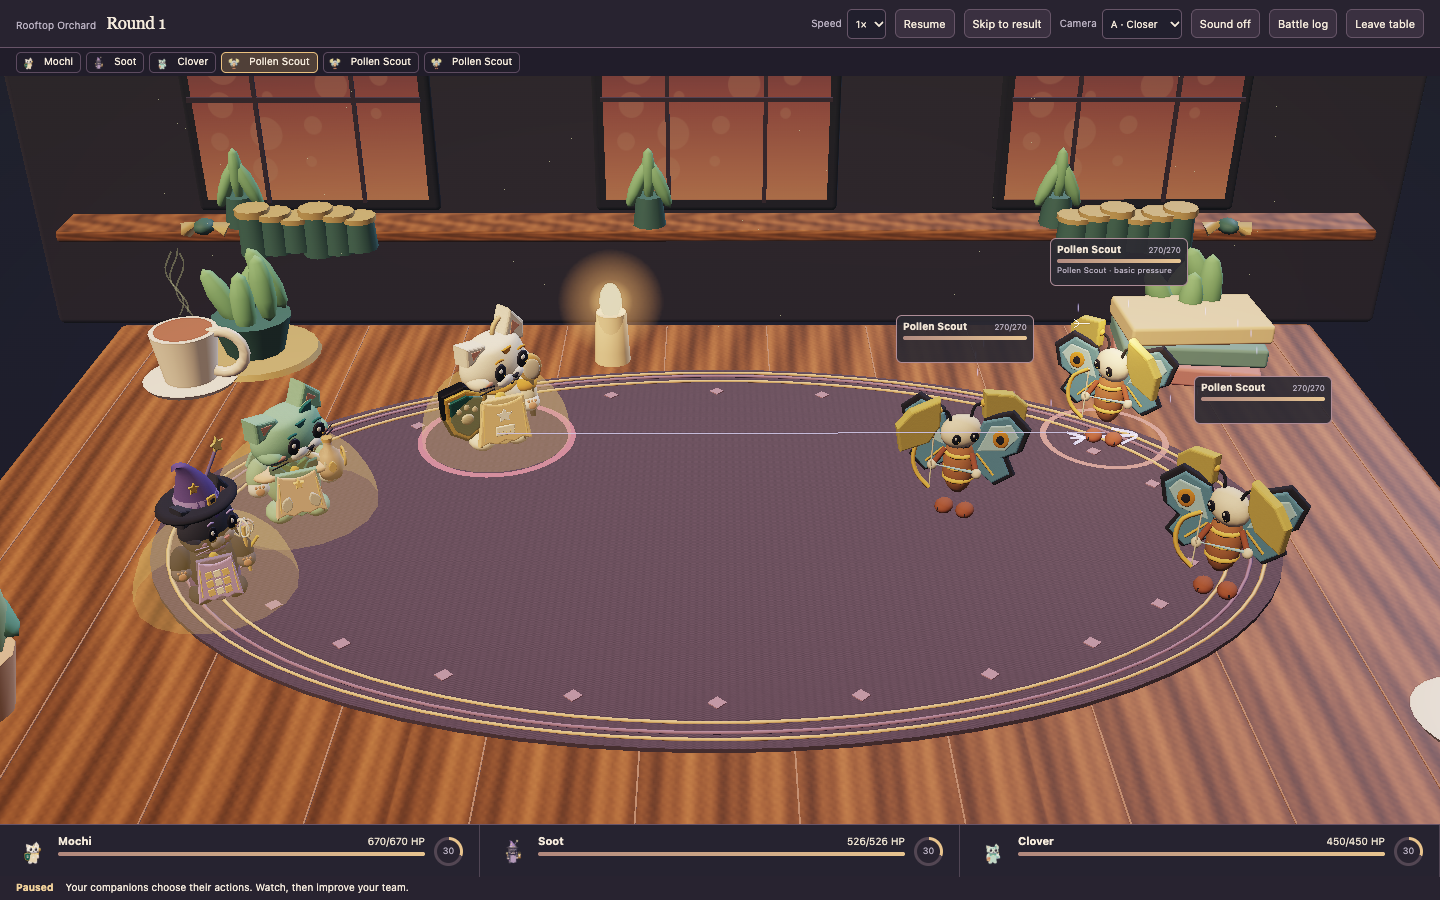 Rooftop Orchard Round 1
Speed 1x Resume Skip to result Camera A · Closer Sound off Battle log Leave table
Mochi Soot Clover Pollen Scout Pollen Scout Pollen Scout
Pollen Scout 270/270
Pollen Scout · basic pressure
Pollen Scout 270/270
Pollen Scout 270/270
Mochi 670/670 HP 30
Soot 526/526 HP 30
Clover 450/450 HP 30
Paused Your companions choose their actions. Watch, then improve your team.